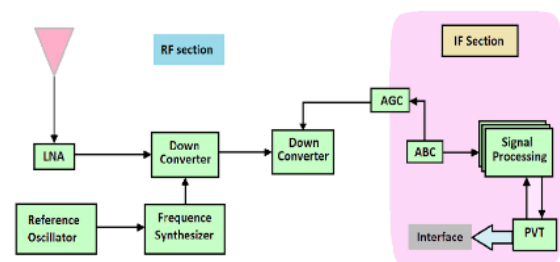 RF section
IF Section
AGC
LNA
Down
Converter
Down
Converter
ABC
Signal
Processing
Reference
Oscillator
Frequence
Synthesizer
Interface
PVT